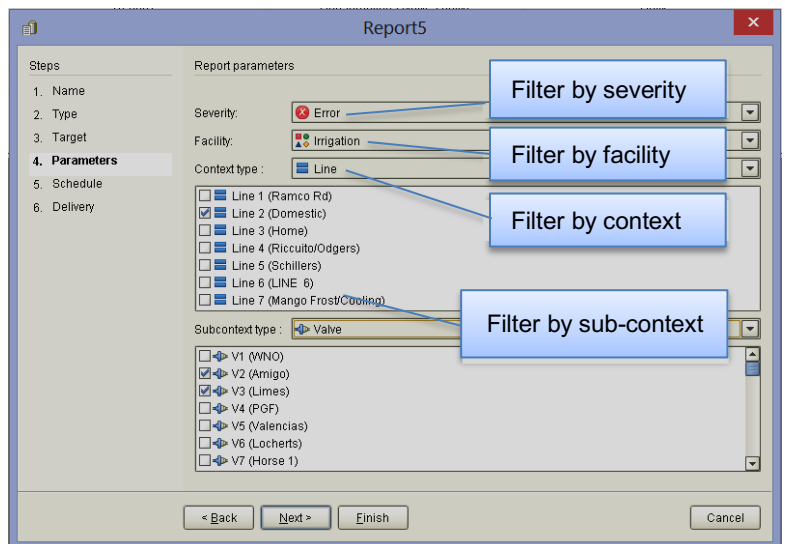 Report5
Steps
1. Name
2. Type
3. Target
4. Parameters
5. Schedule
6. Delivery
Report parameters
Severity: Error
Filter by severity
Facility: Irrigation
Filter by facility
Context type : Line
Filter by context
Line 1 (Ramco Rd)
Line 2 (Domestic)
Line 3 (Home)
Line 4 (Riccuito/Odgers)
Line 5 (Schillers)
Line 6 (LINE 6)
Line 7 (Mango Frost/Cooling)
Filter by sub-context
Subcontext type : Valve
V1 (WNO)
V2 (Amigo)
V3 (Limes)
V4 (PGF)
V5 (Valencias)
V6 (Locherts)
V7 (Horse 1)
< Back Next > Finish Cancel